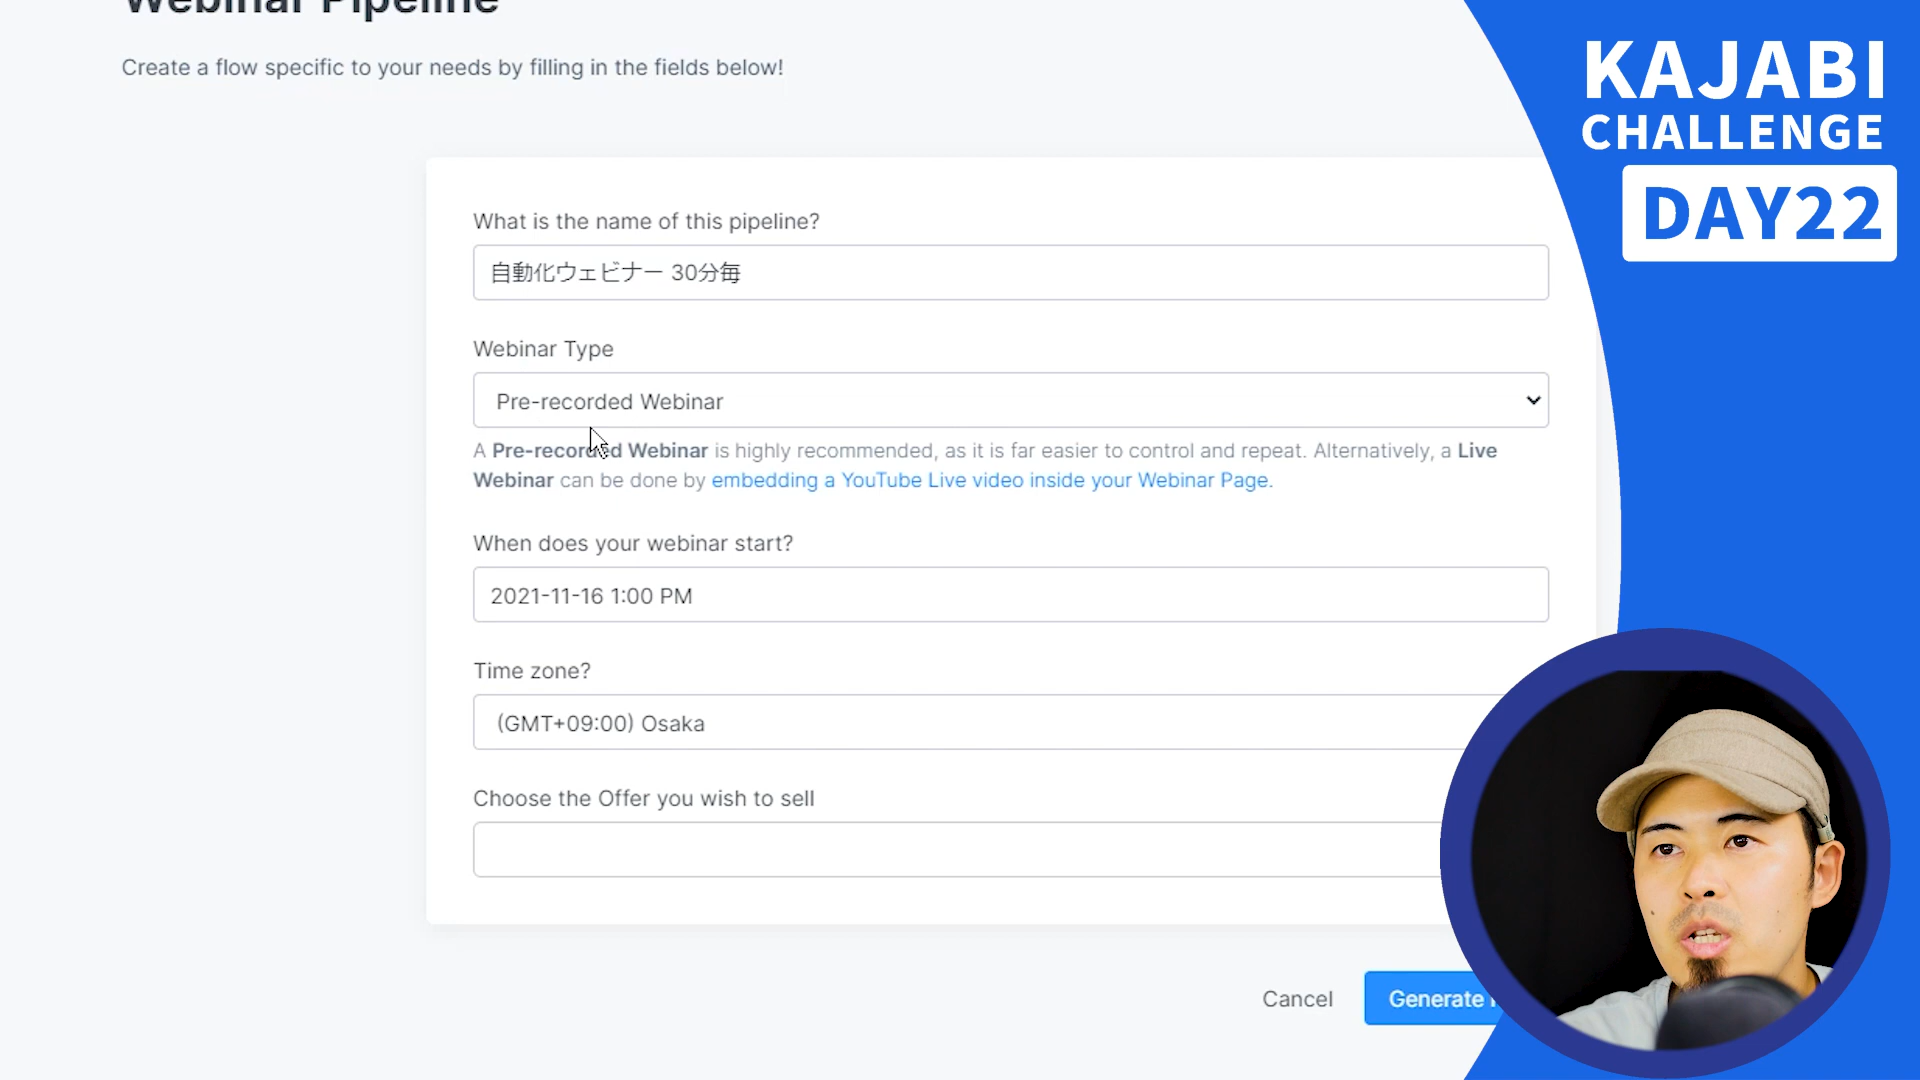 Webinar Pipeline
Create a flow specific to your needs by filling in the fields below!
KAJABI
CHALLENGE
DAY22
What is the name of this pipeline?
自動化ウェビナー 30分毎
Webinar Type
Pre-recorded Webinar
A Pre-recorded Webinar is highly recommended, as it is far easier to control and repeat. Alternatively, a Live
Webinar can be done by embedding a YouTube Live video inside your Webinar Page.
When does your webinar start?
2021-11-16 1:00 PM
Time zone?
(GMT+09:00) Osaka
Choose the Offer you wish to sell
Cancel
Generate